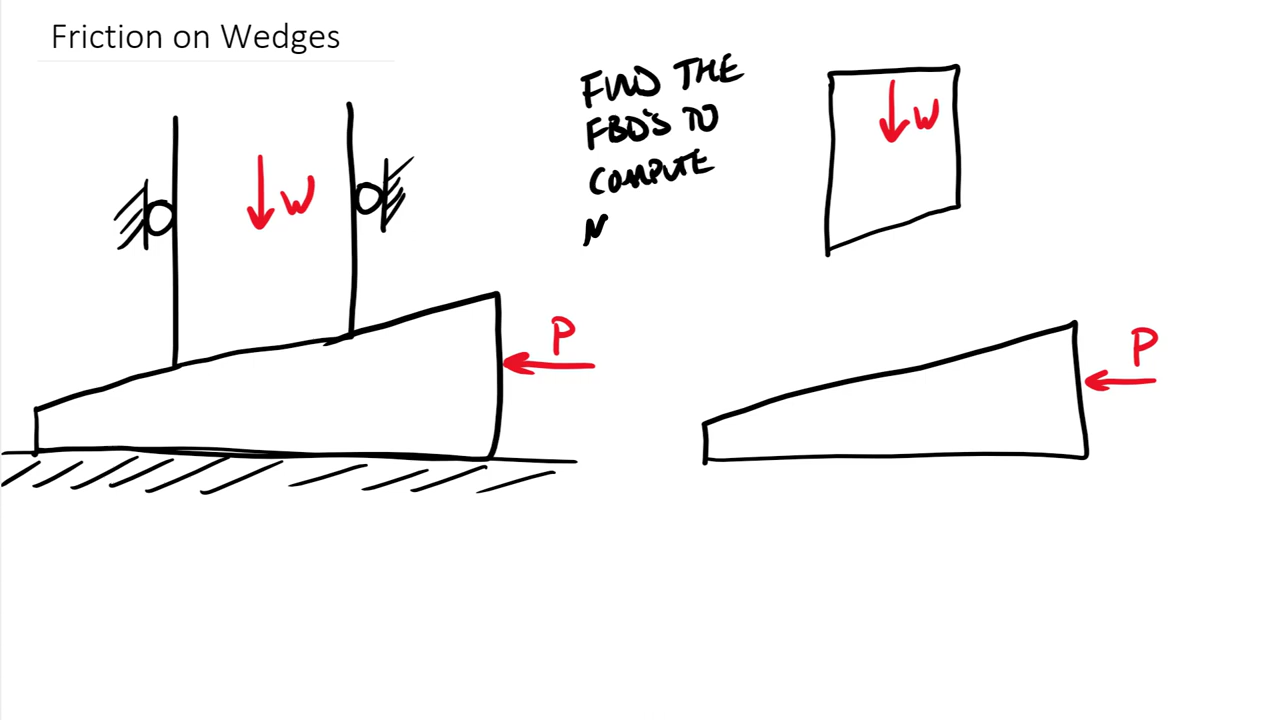 Friction on Wedges
FIND THE
FBD'S TO
COMPUTE
N
W
P
W
P